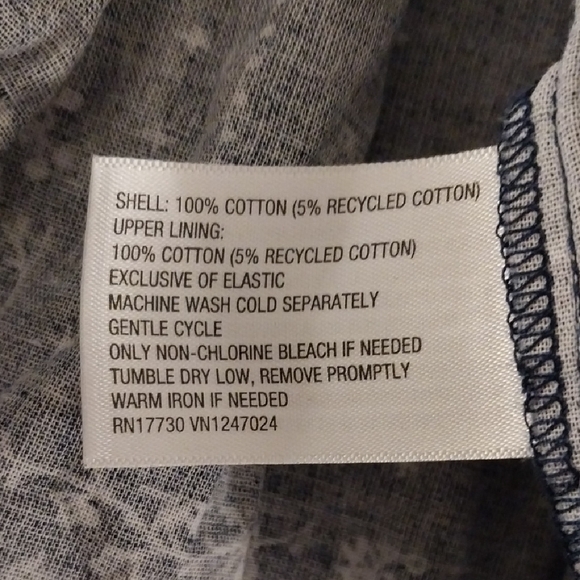 SHELL: 100% COTTON (5% RECYCLED COTTON)
UPPER LINING:
100% COTTON (5% RECYCLED COTTON)
EXCLUSIVE OF ELASTIC
MACHINE WASH COLD SEPARATELY
GENTLE CYCLE
ONLY NON-CHLORINE BLEACH IF NEEDED
TUMBLE DRY LOW, REMOVE PROMPTLY
WARM IRON IF NEEDED
RN17730 VN1247024